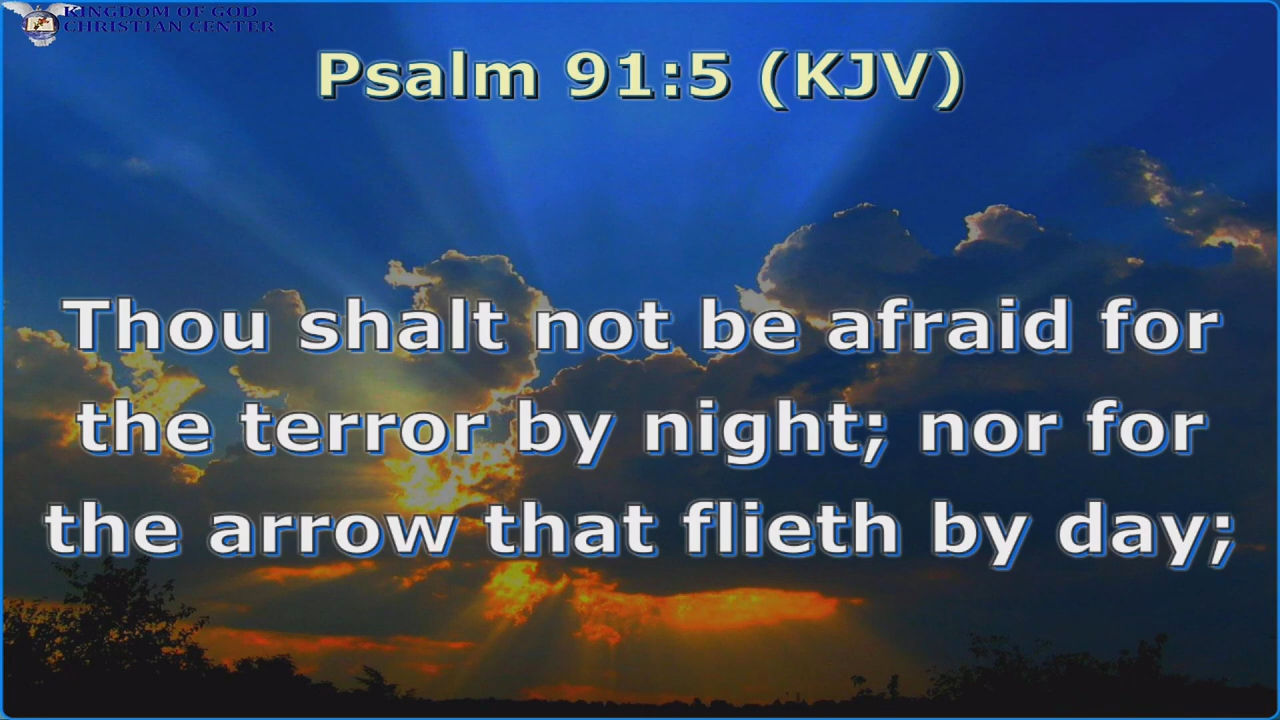 KINGDOM OF GOD
CHRISTIAN CENTER
Psalm 91:5 (KJV)
Thou shalt not be afraid for
the terror by night; nor for
the arrow that flieth by day;